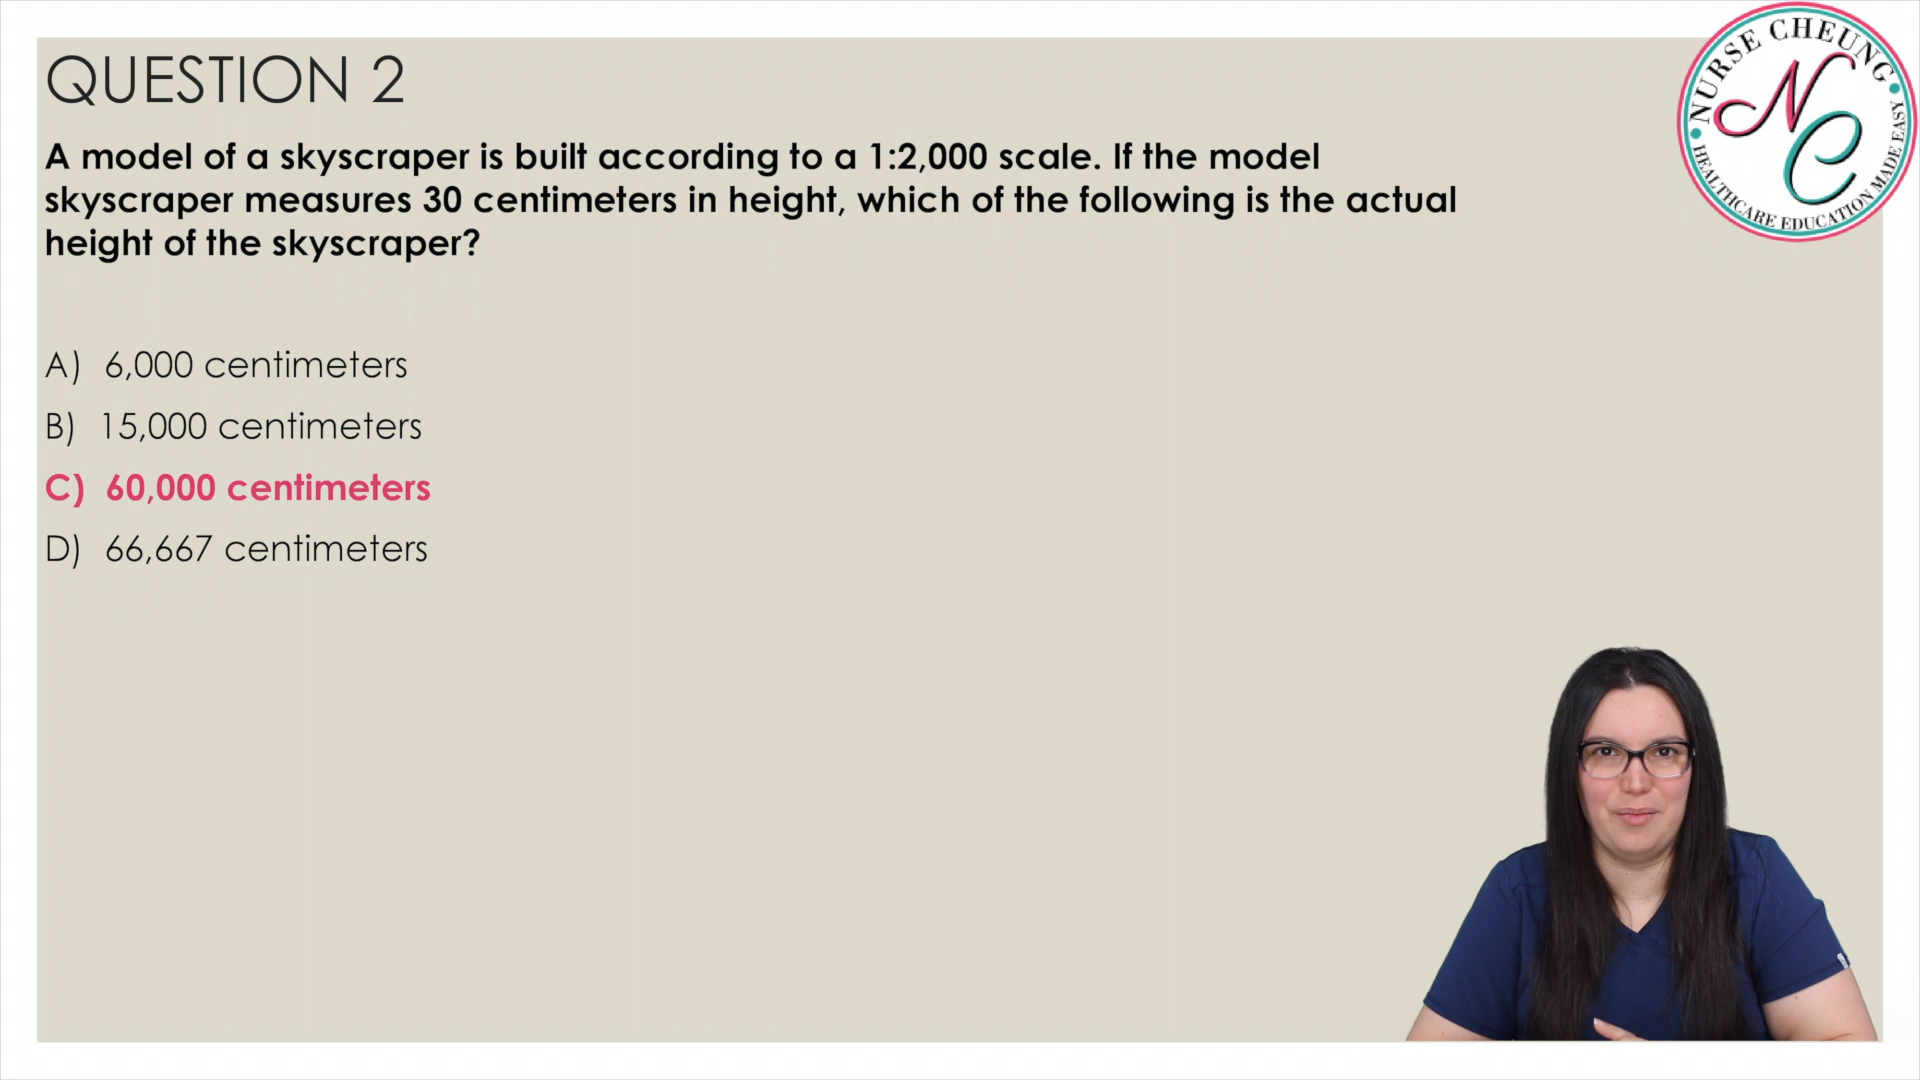 QUESTION 2
A model of a skyscraper is built according to a 1:2,000 scale. If the model
skyscraper measures 30 centimeters in height, which of the following is the actual
height of the skyscraper?
A) 6,000 centimeters
B) 15,000 centimeters
C) 60,000 centimeters
D) 66,667 centimeters
NURSE CHEUNG
NC
HEALTHCARE EDUCATION MADE EASY